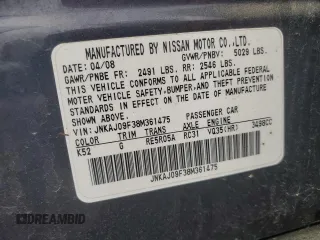 MANUFACTURED BY NISSAN MOTOR CO.,LTD.
DATE: 04/08 GVWR/PNBV: 5029 LBS.
GAWR/PNBE FR: 2491 LBS. RR: 2546 LBS.
THIS VEHICLE CONFORMS TO ALL APPLICABLE FEDERAL
MOTOR VEHICLE SAFETY,BUMPER,AND THEFT PREVENTION
STANDARDS IN EFFECT ON THE DATE OF MANUFACTURE
SHOWN ABOVE.
V.I.N.: JNKAJ09F38M361475 PASSENGER CAR
COLOR TRIM TRANS AXLE ENGINE
K52 G RE5R05A RC31 VQ35(HR) 3498CC
JNKAJ09F38M361475
AutoBidMaster